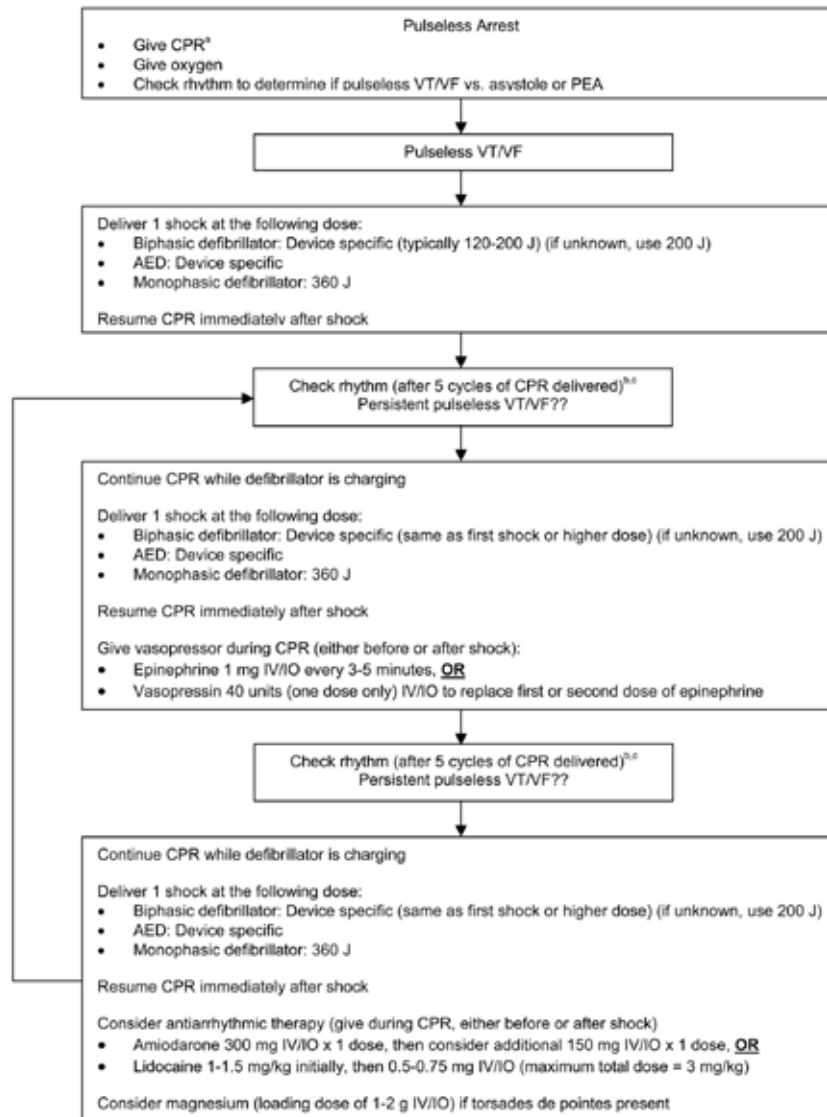 Pulseless Arrest
• Give CPRᵃ
• Give oxygen
• Check rhythm to determine if pulseless VT/VF vs. asystole or PEA
Pulseless VT/VF
Deliver 1 shock at the following dose:
• Biphasic defibrillator: Device specific (typically 120-200 J) (if unknown, use 200 J)
• AED: Device specific
• Monophasic defibrillator: 360 J
Resume CPR immediately after shock
Check rhythm (after 5 cycles of CPR delivered)ᵇ,ᶜ
Persistent pulseless VT/VF??
Continue CPR while defibrillator is charging
Deliver 1 shock at the following dose:
• Biphasic defibrillator: Device specific (same as first shock or higher dose) (if unknown, use 200 J)
• AED: Device specific
• Monophasic defibrillator: 360 J
Resume CPR immediately after shock
Give vasopressor during CPR (either before or after shock):
• Epinephrine 1 mg IV/IO every 3-5 minutes, OR
• Vasopressin 40 units (one dose only) IV/IO to replace first or second dose of epinephrine
Check rhythm (after 5 cycles of CPR delivered)ᵇ,ᶜ
Persistent pulseless VT/VF??
Continue CPR while defibrillator is charging
Deliver 1 shock at the following dose:
• Biphasic defibrillator: Device specific (same as first shock or higher dose) (if unknown, use 200 J)
• AED: Device specific
• Monophasic defibrillator: 360 J
Resume CPR immediately after shock
Consider antiarrhythmic therapy (give during CPR, either before or after shock)
• Amiodarone 300 mg IV/IO x 1 dose, then consider additional 150 mg IV/IO x 1 dose, OR
• Lidocaine 1-1.5 mg/kg initially, then 0.5-0.75 mg IV/IO (maximum total dose = 3 mg/kg)
Consider magnesium (loading dose of 1-2 g IV/IO) if torsades de pointes present